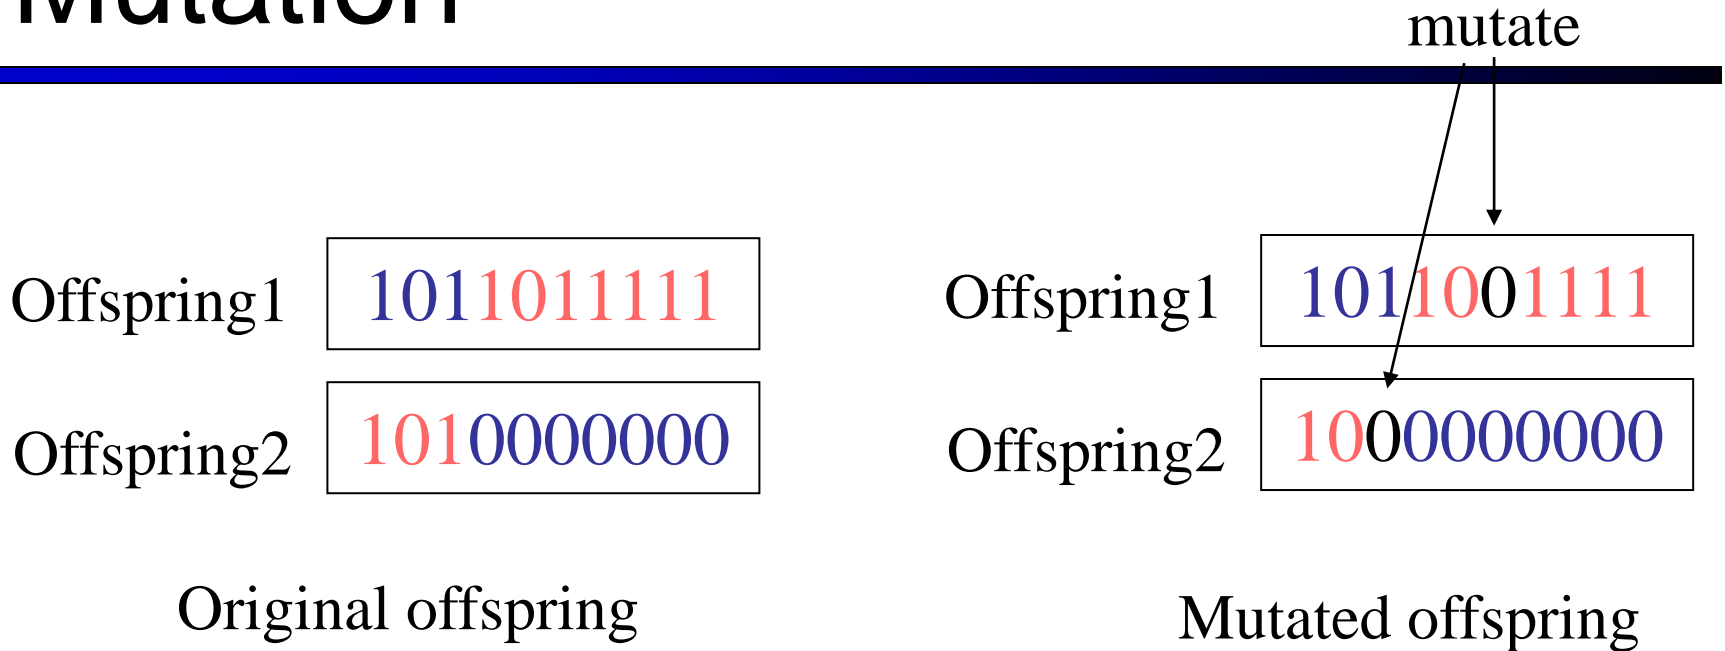 Mutation
mutate
Offspring1 1011011111
Offspring1 1011001111
Offspring2 1010000000
Offspring2 1000000000
Original offspring
Mutated offspring